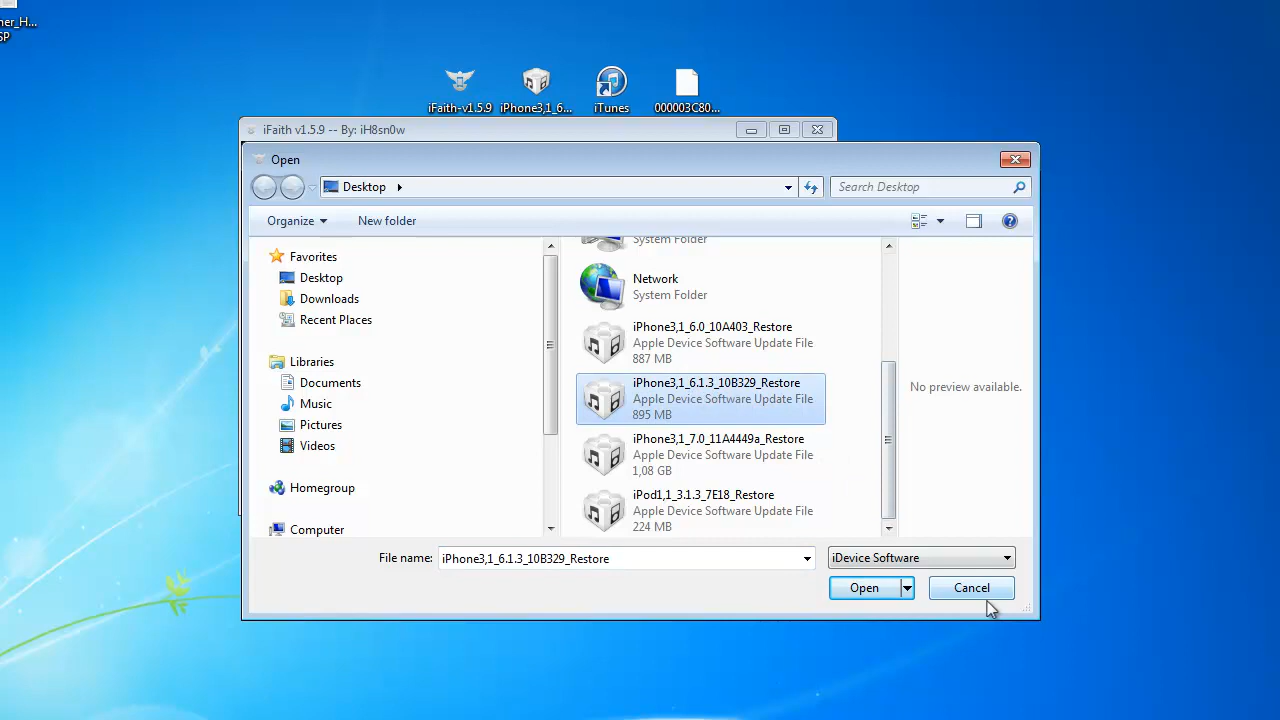 ner_H...
SP
iFaith-v1.5.9
iPhone3,1_6...
iTunes
000003C80...
iFaith v1.5.9 -- By: iH8sn0w
Open
Desktop
Search Desktop
Organize
New folder
Favorites
Desktop
Downloads
Recent Places
Libraries
Documents
Music
Pictures
Videos
Homegroup
Computer
System Folder
Network
System Folder
iPhone3,1_6.0_10A403_Restore
Apple Device Software Update File
887 MB
iPhone3,1_6.1.3_10B329_Restore
Apple Device Software Update File
895 MB
iPhone3,1_7.0_11A4449a_Restore
Apple Device Software Update File
1,08 GB
iPod1,1_3.1.3_7E18_Restore
Apple Device Software Update File
224 MB
No preview available.
File name:
iPhone3,1_6.1.3_10B329_Restore
iDevice Software
Open
Cancel